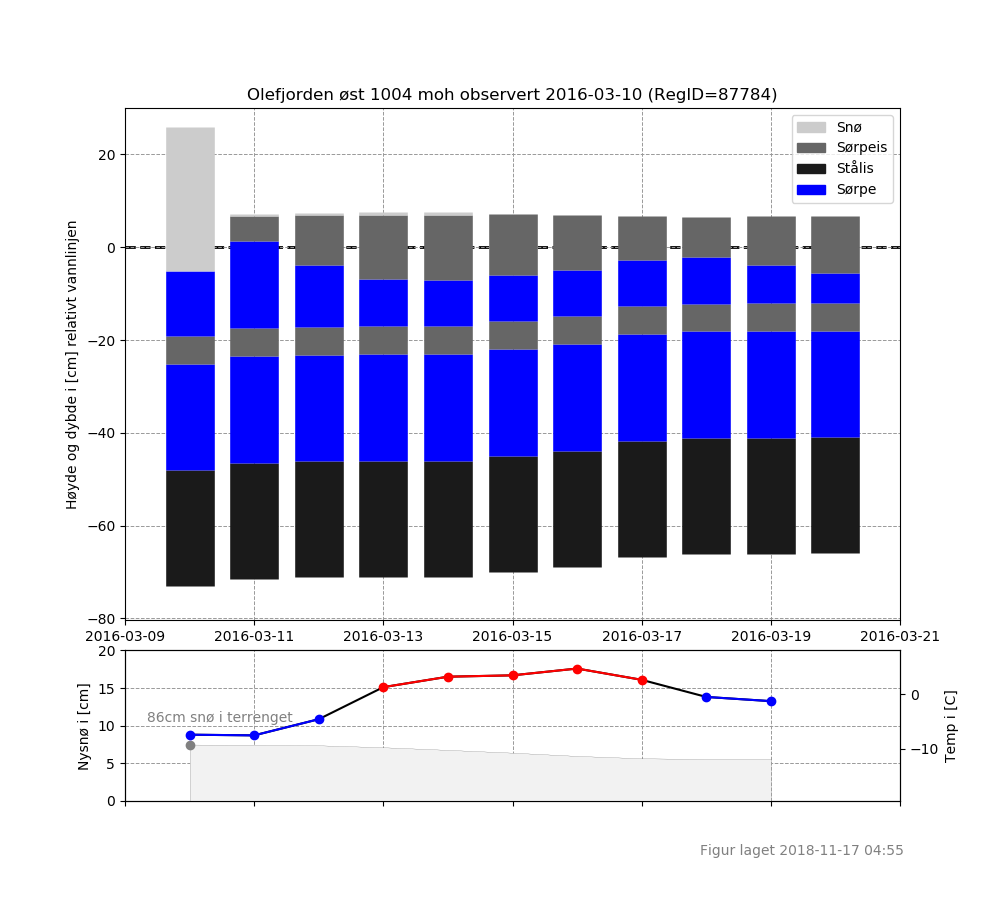 Olefjorden øst 1004 moh observert 2016-03-10 (RegID=87784)
Snø
Sørpeis
Stålis
Sørpe
20
0
−20
−40
−60
−80
Høyde og dybde i [cm] relativt vannlinjen
2016-03-09 2016-03-11 2016-03-13 2016-03-15 2016-03-17 2016-03-19 2016-03-21
20
15
10
5
0
Nysnø i [cm]
86cm snø i terrenget
0
−10
Temp i [C]
Figur laget 2018-11-17 04:55